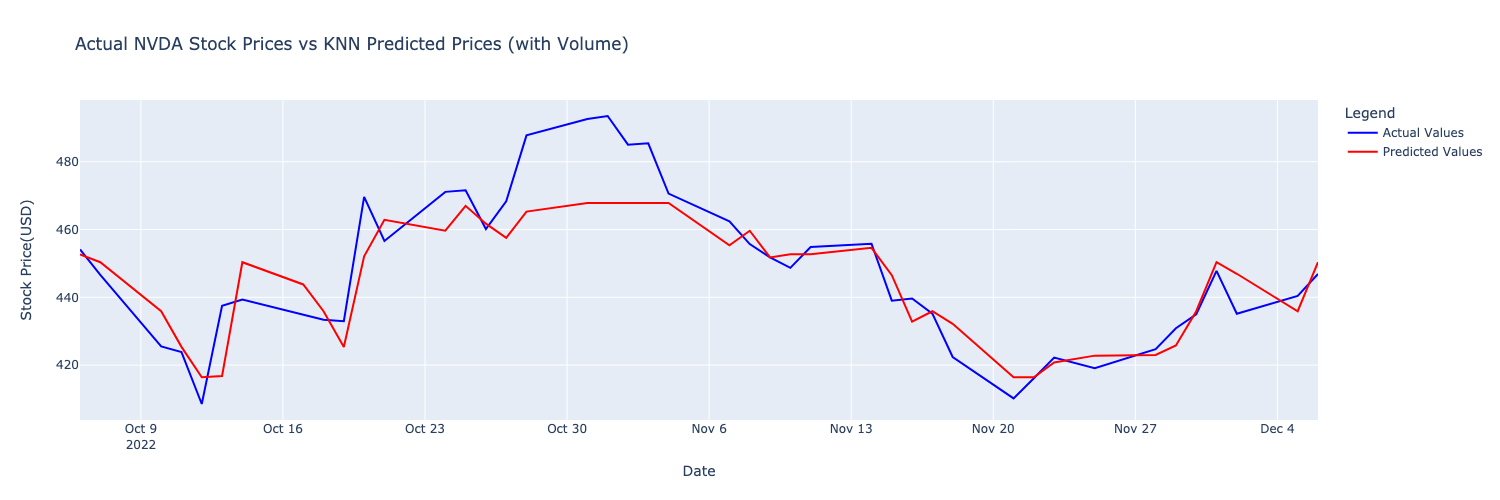 Actual NVDA Stock Prices vs KNN Predicted Prices (with Volume)
Legend
Actual Values
Predicted Values
Stock Price(USD)
480
460
440
420
Oct 9
2022
Oct 16
Oct 23
Oct 30
Nov 6
Nov 13
Nov 20
Nov 27
Dec 4
Date